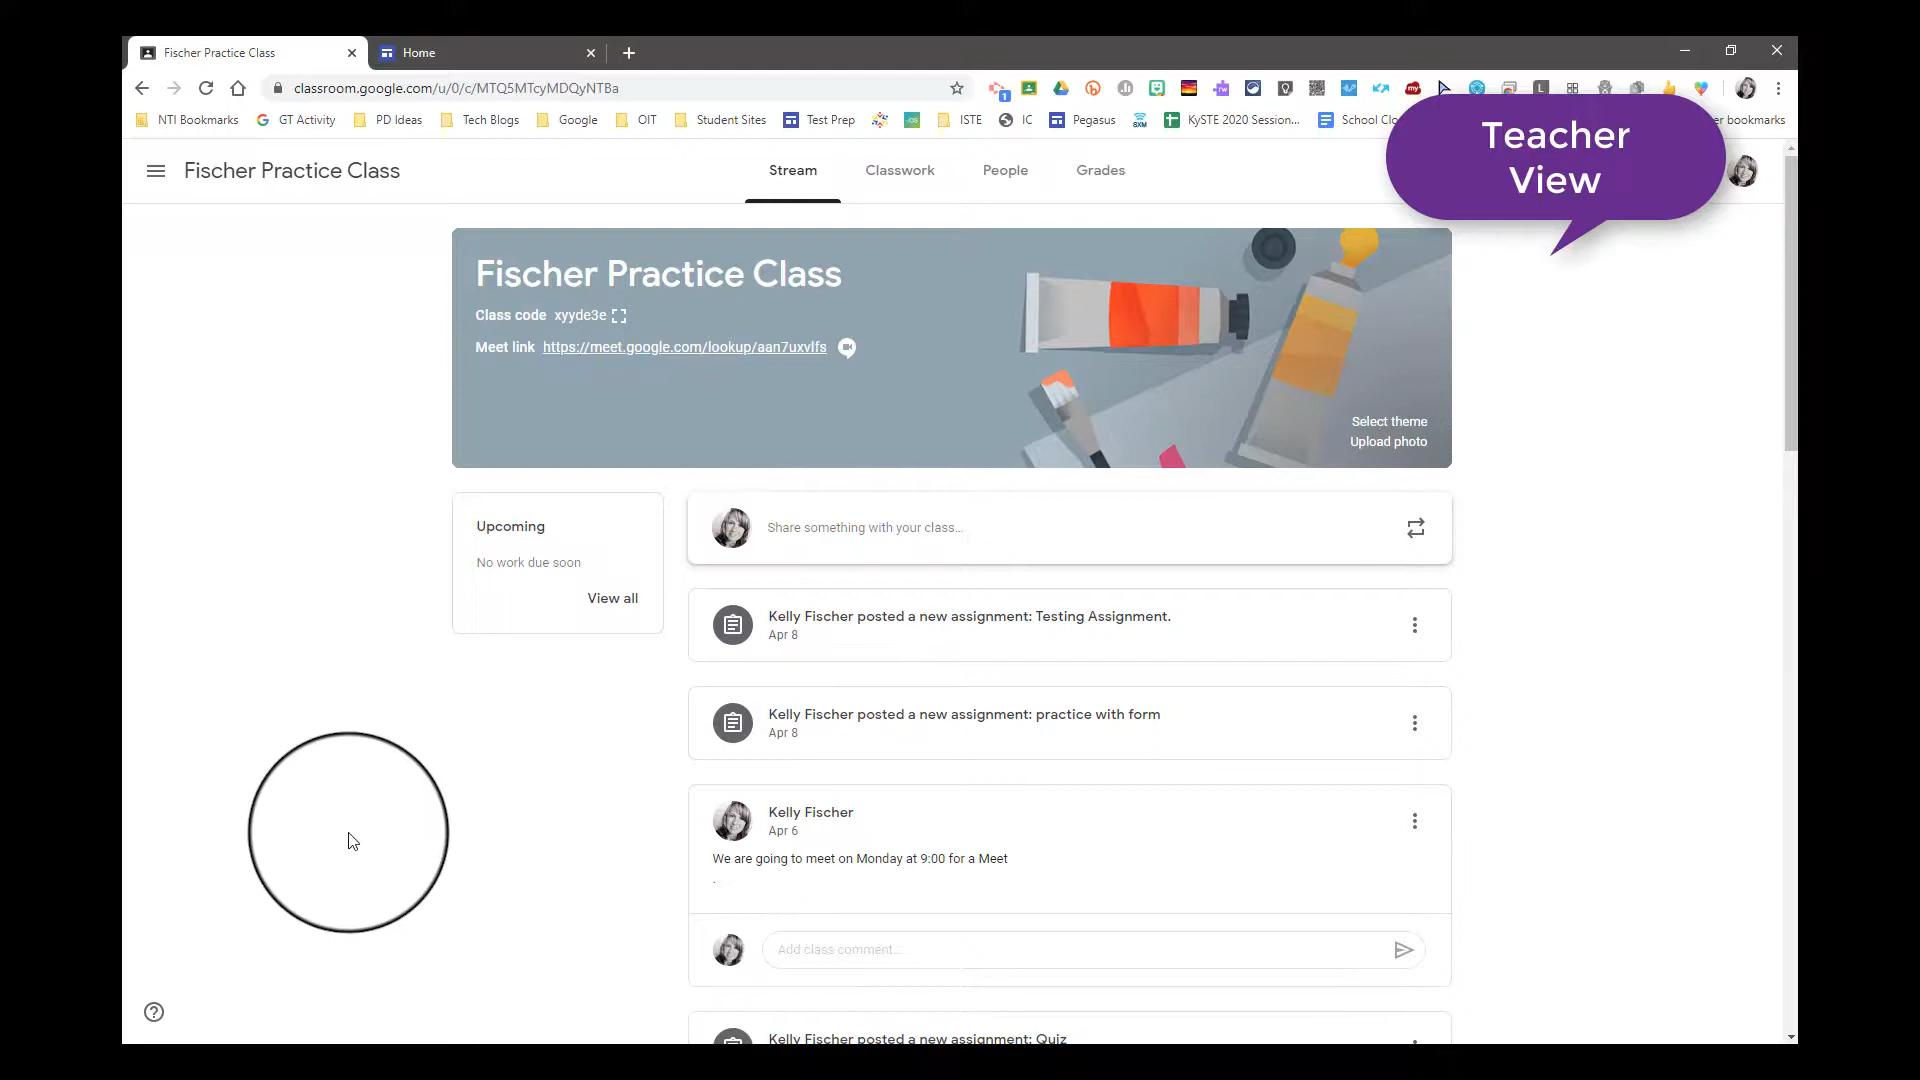 Fischer Practice Class
Home
classroom.google.com/u/0/c/MTQ5MTcyMDQyNTBa
NTI Bookmarks
GT Activity
PD Ideas
Tech Blogs
Google
OIT
Student Sites
Test Prep
ISTE
IC
Pegasus
KySTE 2020 Session...
School Clo
bookmarks
Teacher
View
Fischer Practice Class
Stream
Classwork
People
Grades
Fischer Practice Class
Class code xyyde3e
Meet link https://meet.google.com/lookup/aan7uxvlfs
Select theme
Upload photo
Upcoming
No work due soon
View all
Share something with your class...
Kelly Fischer posted a new assignment: Testing Assignment.
Apr 8
Kelly Fischer posted a new assignment: practice with form
Apr 8
Kelly Fischer
Apr 6
We are going to meet on Monday at 9:00 for a Meet
.
Add class comment...
Kelly Fischer posted a new assignment: Quiz